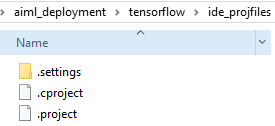 › aiml_deployment › tensorflow › ide_projfiles
Name
.settings
.cproject
.project